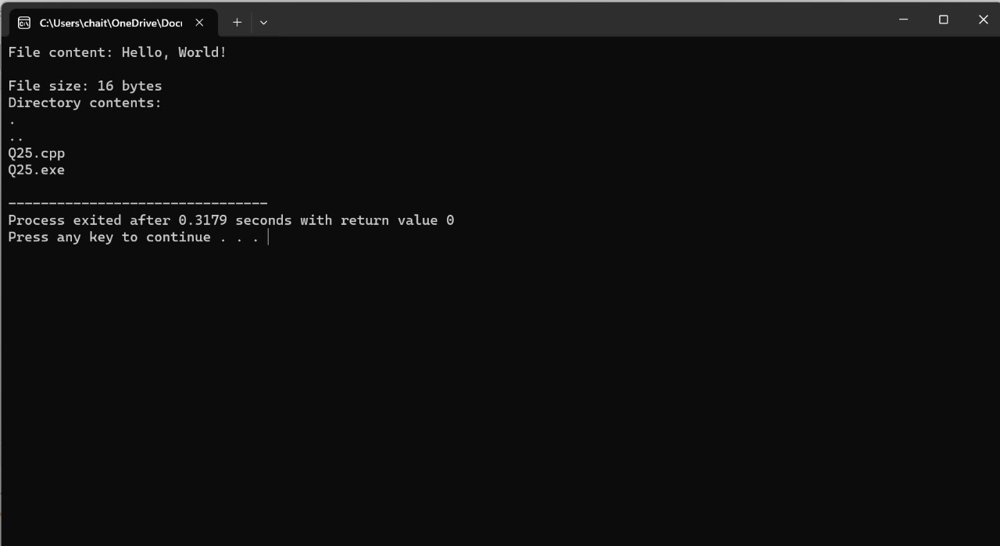 C:\Users\chait\OneDrive\Docu
File content: Hello, World!
File size: 16 bytes
Directory contents:
.
..
Q25.cpp
Q25.exe
--------------------------------
Process exited after 0.3179 seconds with return value 0
Press any key to continue . . .